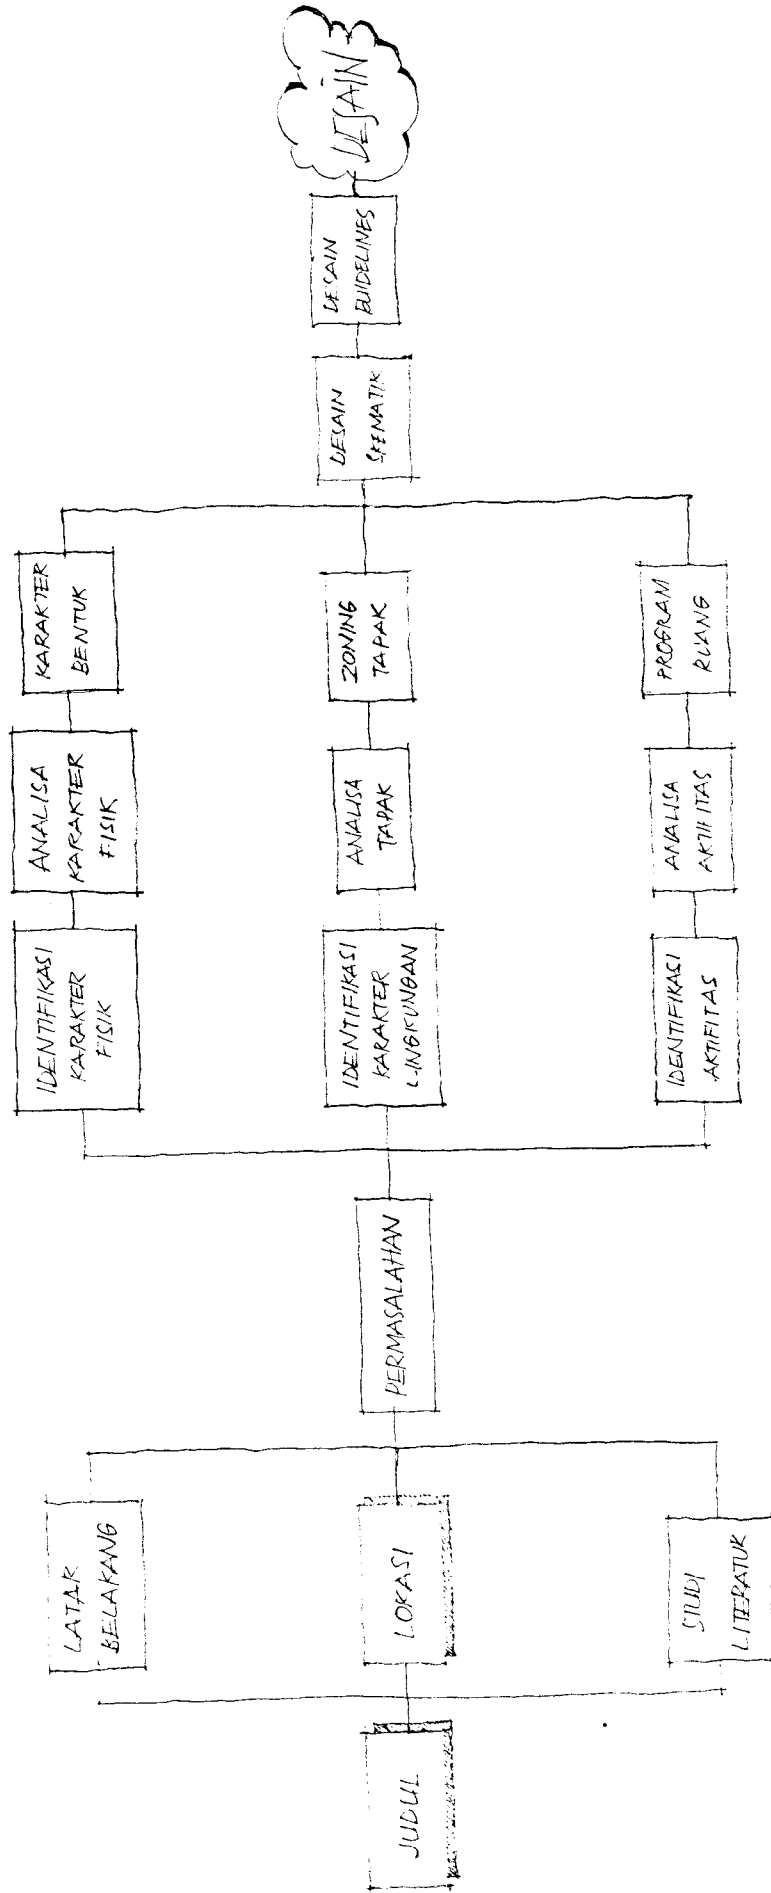 JUDUL
LATAR
BELAKANG
LOKASI
STUDI
LITERATUR
PERMASALAHAN
IDENTIFIKASI
KARAKTER
FISIK
ANALISA
KARAKTER
FISIK
KARAKTER
BENTUK
IDENTIFIKASI
KARAKTER
LINGKUNGAN
ANALISA
TAPAK
ZONING
TAPAK
IDENTIFIKASI
AKTIFITAS
ANALISA
AKTIFITAS
PROGRAM
RUANG
DESAIN
SKEMATIK
DESAIN
GUIDELINES
DESAIN